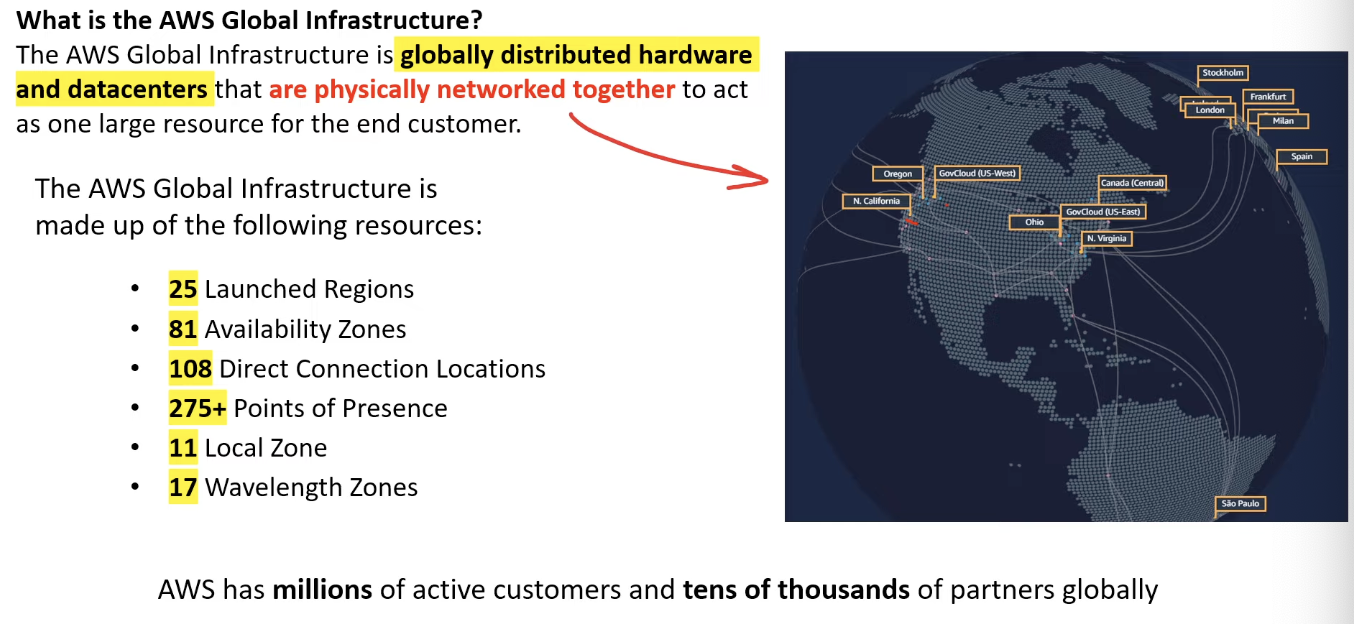 What is the AWS Global Infrastructure?
The AWS Global Infrastructure is globally distributed hardware
and datacenters that are physically networked together to act
as one large resource for the end customer.
The AWS Global Infrastructure is
made up of the following resources:
• 25 Launched Regions
• 81 Availability Zones
• 108 Direct Connection Locations
• 275+ Points of Presence
• 11 Local Zone
• 17 Wavelength Zones
Stockholm
Frankfurt
London
Milan
Spain
Oregon
GovCloud (US-West)
Canada (Central)
N. California
GovCloud (US-East)
Ohio
N. Virginia
São Paulo
AWS has millions of active customers and tens of thousands of partners globally